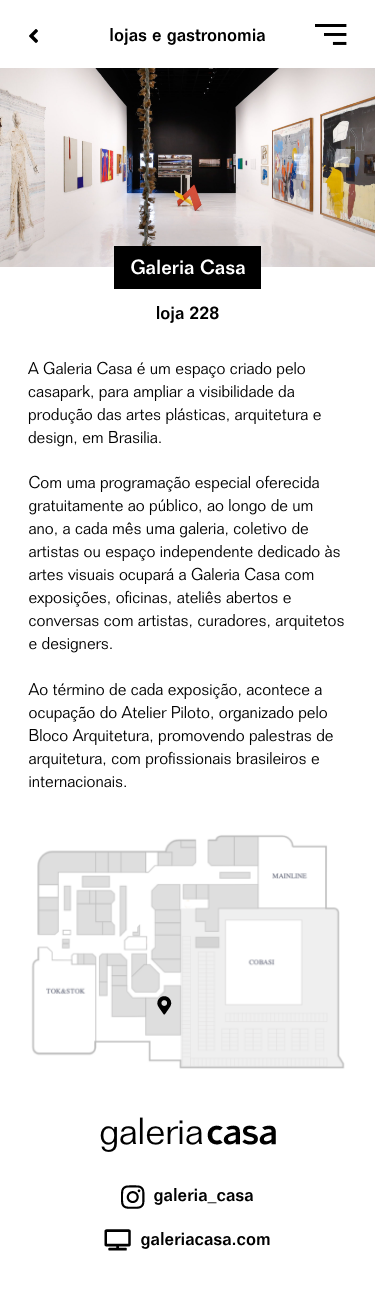 lojas e gastronomia
Galeria Casa
loja 228
A Galeria Casa é um espaço criado pelo
casapark, para ampliar a visibilidade da
produção das artes plásticas, arquitetura e
design, em Brasilia.
Com uma programação especial oferecida
gratuitamente ao público, ao longo de um
ano, a cada mês uma galeria, coletivo de
artistas ou espaço independente dedicado às
artes visuais ocupará a Galeria Casa com
exposições, oficinas, ateliês abertos e
conversas com artistas, curadores, arquitetos
e designers.
Ao término de cada exposição, acontece a
ocupação do Atelier Piloto, organizado pelo
Bloco Arquitetura, promovendo palestras de
arquitetura, com profissionais brasileiros e
internacionais.
MAINLINE
COBASI
TOK&STOK
galeriacasa
galeria_casa
galeriacasa.com